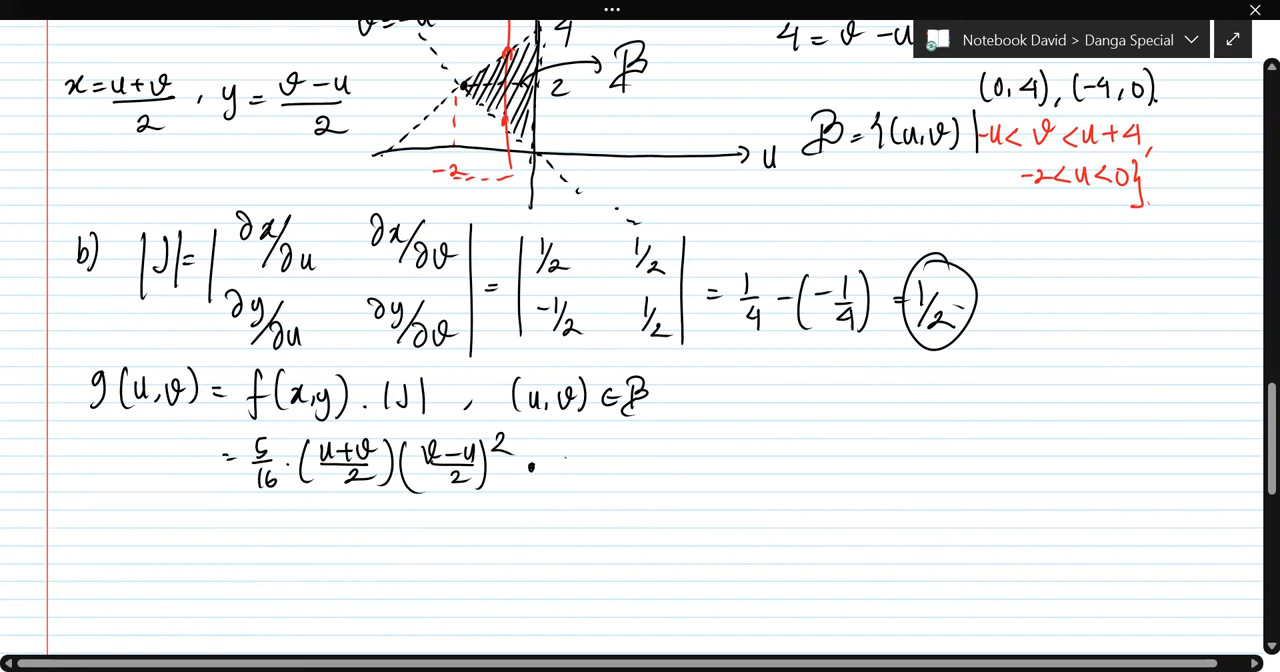 ϑ=-u
4
4 = ϑ - u
Notebook David > Danga Special
x = (u+ϑ)/2 , y = (ϑ-u)/2
𝔹
2
(0,4), (-4,0).
𝔹 = {(u,ϑ) | -u < ϑ < u+4,
-2 < u < 0}.
-2
u
b) |J| = | ∂x/∂u ∂x/∂ϑ | = | 1/2 1/2 | = 1/4 - (-1/4) = 1/2
| ∂y/∂u ∂y/∂ϑ | | -1/2 1/2 |
g(u,ϑ) = f(x,y) . |J| , (u,ϑ) ∈ 𝔹
= 5/16 . ((u+ϑ)/2) ((ϑ-u)/2)^2 .